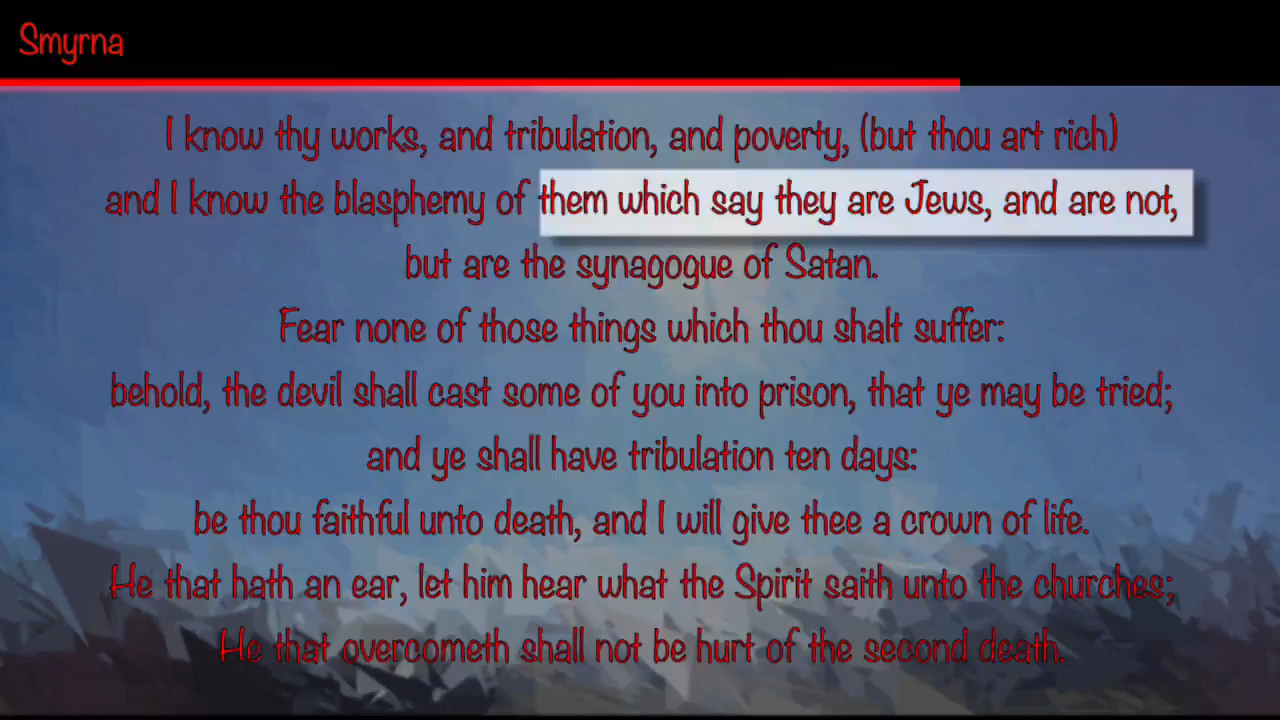 Smyrna
I know thy works, and tribulation, and poverty, (but thou art rich)
and I know the blasphemy of them which say they are Jews, and are not,
but are the synagogue of Satan.
Fear none of those things which thou shalt suffer:
behold, the devil shall cast some of you into prison, that ye may be tried;
and ye shall have tribulation ten days:
be thou faithful unto death, and I will give thee a crown of life.
He that hath an ear, let him hear what the Spirit saith unto the churches;
He that overcometh shall not be hurt of the second death.